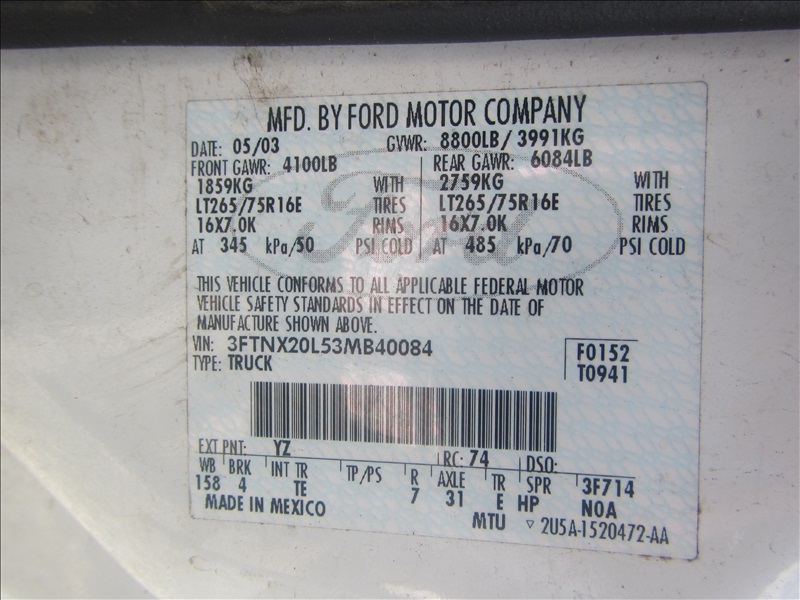 MFD. BY FORD MOTOR COMPANY
DATE: 05/03 GVWR: 8800LB / 3991KG
FRONT GAWR: 4100LB REAR GAWR: 6084LB
1859KG WITH 2759KG WITH
LT265/75R16E TIRES LT265/75R16E TIRES
16X7.0K RIMS 16X7.0K RIMS
AT 345 kPa/50 PSI COLD AT 485 kPa/70 PSI COLD
Ford
THIS VEHICLE CONFORMS TO ALL APPLICABLE FEDERAL MOTOR
VEHICLE SAFETY STANDARDS IN EFFECT ON THE DATE OF
MANUFACTURE SHOWN ABOVE.
VIN: 3FTNX20L53MB40084 F0152
TYPE: TRUCK T0941
EXT PNT: YZ RC: 74 DSO:
WB BRK INT TR TP/PS R AXLE TR SPR 3F714
158 4 TE 7 31 E HP NOA
MADE IN MEXICO MTU ▽ 2U5A-1520472-AA